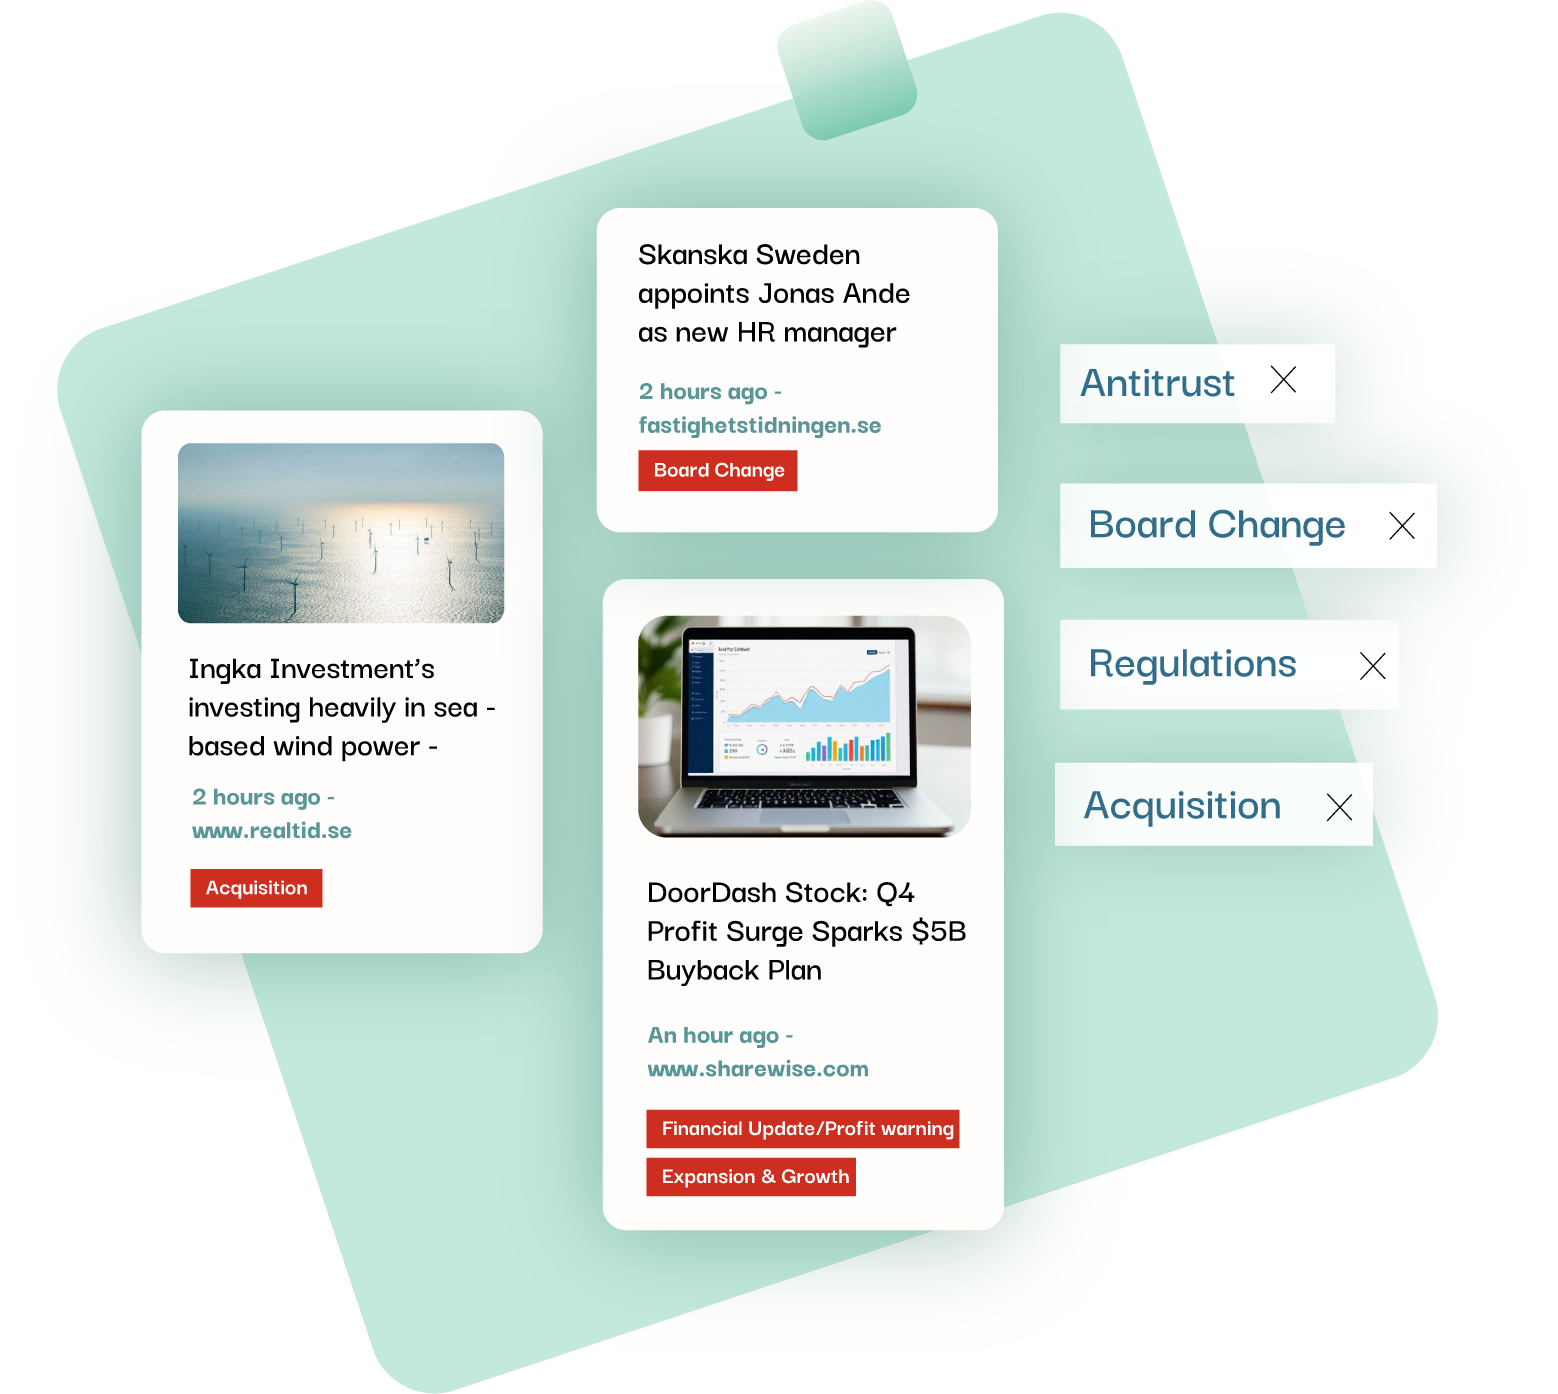 Skanska Sweden
appoints Jonas Ande
as new HR manager
2 hours ago -
fastighetstidningen.se
Board Change
Ingka Investment’s
investing heavily in sea -
based wind power -
2 hours ago -
www.realtid.se
Acquisition
DoorDash Stock: Q4
Profit Surge Sparks $5B
Buyback Plan
An hour ago -
www.sharewise.com
Financial Update/Profit warning
Expansion & Growth
Antitrust
Board Change
Regulations
Acquisition